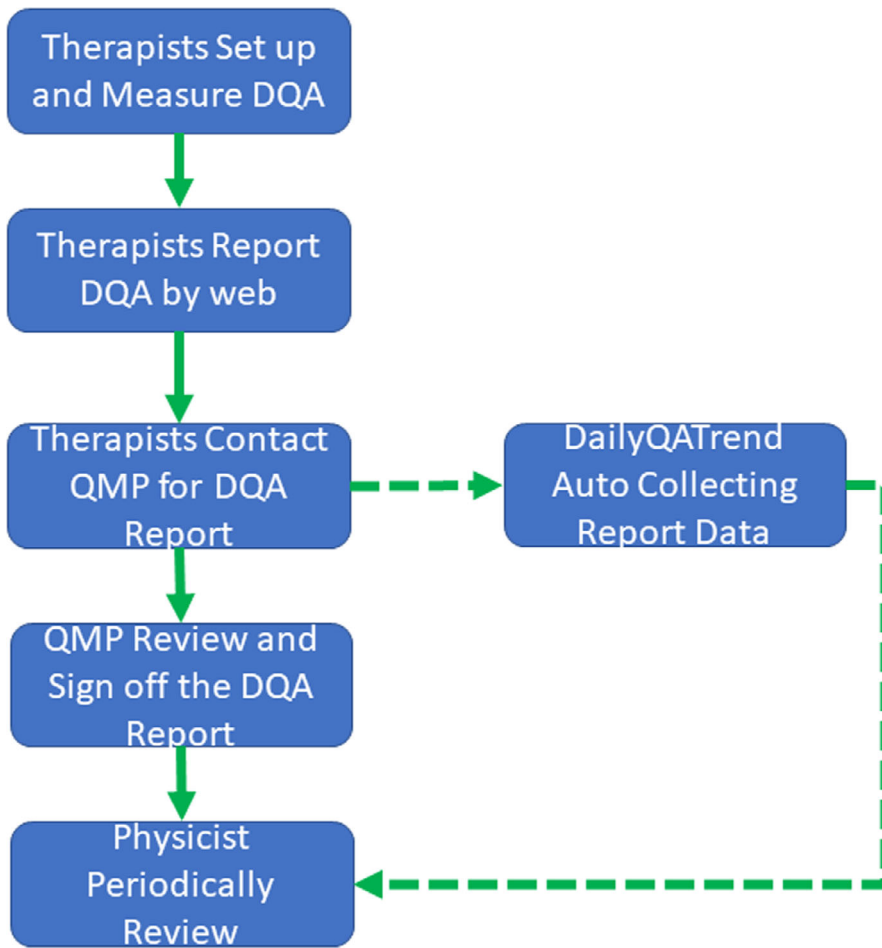 Therapists Set up
and Measure DQA
Therapists Report
DQA by web
Therapists Contact
QMP for DQA
Report
DailyQATrend
Auto Collecting
Report Data
QMP Review and
Sign off the DQA
Report
Physicist
Periodically
Review